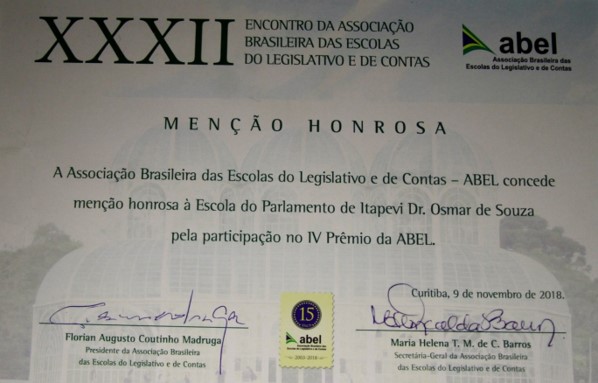 XXXII
ENCONTRO DA ASSOCIAÇÃO
BRASILEIRA DAS ESCOLAS
DO LEGISLATIVO E DE CONTAS
abel
Associação Brasileira das
Escolas do Legislativo e de Contas
MENÇÃO HONROSA
A Associação Brasileira das Escolas do Legislativo e de Contas – ABEL concede
menção honrosa à Escola do Parlamento de Itapevi Dr. Osmar de Souza
pela participação no IV Prêmio da ABEL.
Curitiba, 9 de novembro de 2018.
Florian Augusto Coutinho Madruga
Presidente da Associação Brasileira
das Escolas do Legislativo e de Contas
15
abel
2003-2018
Maria Helena T. M. de C. Barros
Secretária-Geral da Associação Brasileira
das Escolas do Legislativo e de Contas